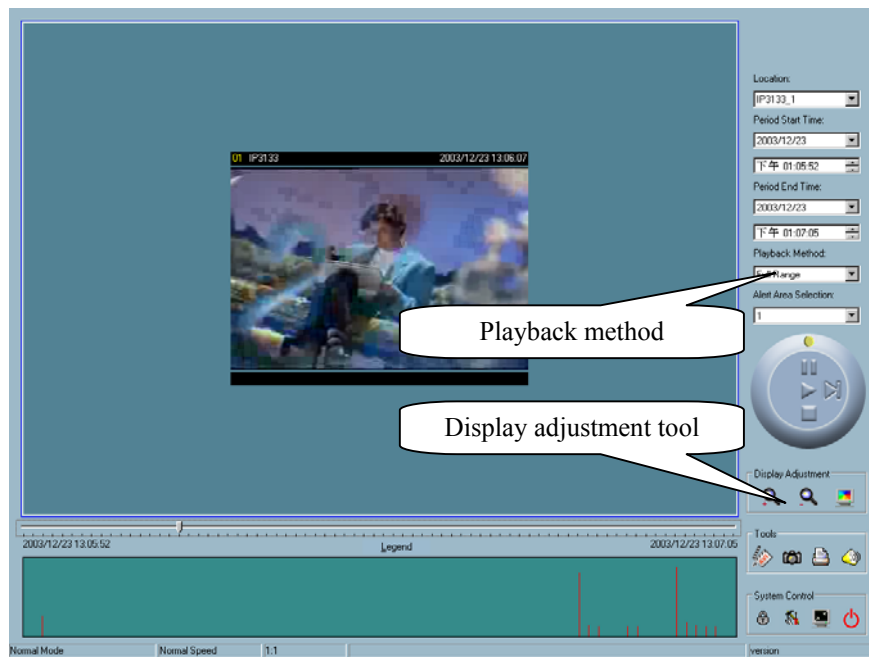 Location:
IP3133_1
Period Start Time:
2003/12/23
下午 01:05:52
Period End Time:
2003/12/23
下午 01:07:05
Playback Method:
Full Range
Alert Area Selection:
1
01 IP3133 2003/12/23 13:06:07
Playback method
Display adjustment tool
Display Adjustment
2003/12/23 13:05:52 Legend 2003/12/23 13:07:05
Tools
System Control
Normal Mode Normal Speed 1:1 version